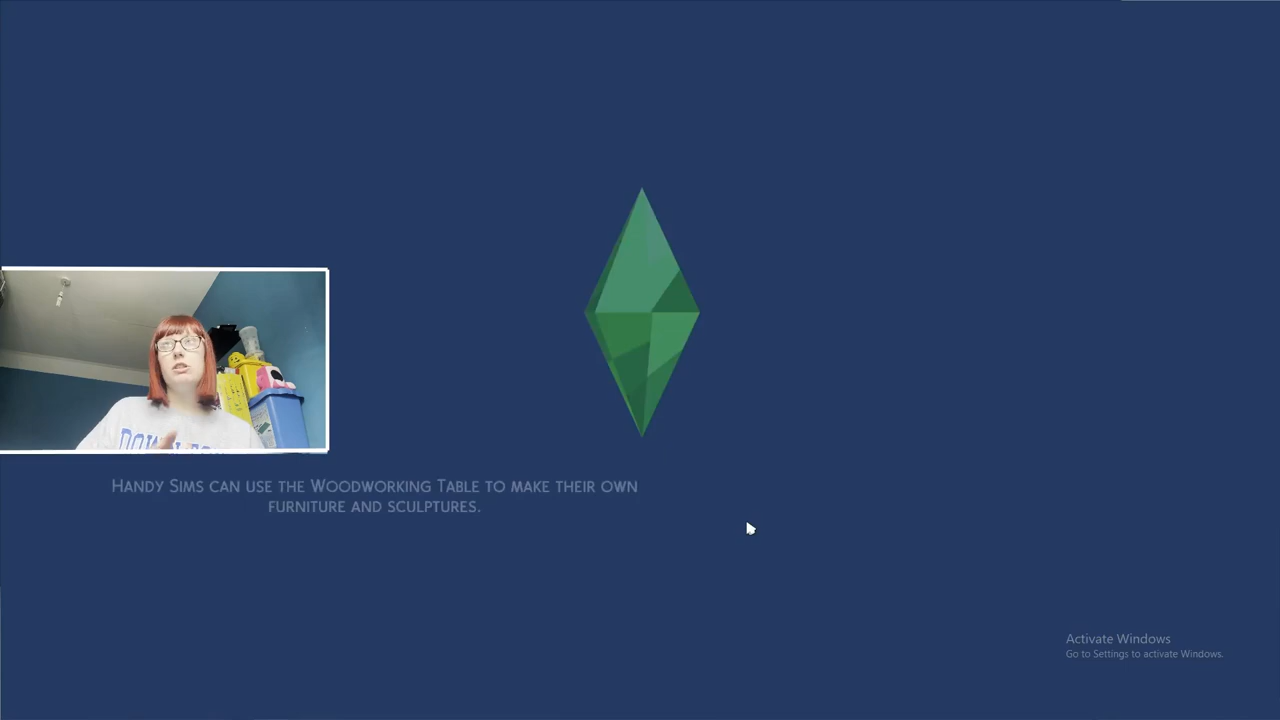 HANDY SIMS CAN USE THE WOODWORKING TABLE TO MAKE THEIR OWN
FURNITURE AND SCULPTURES.
Activate Windows
Go to Settings to activate Windows.